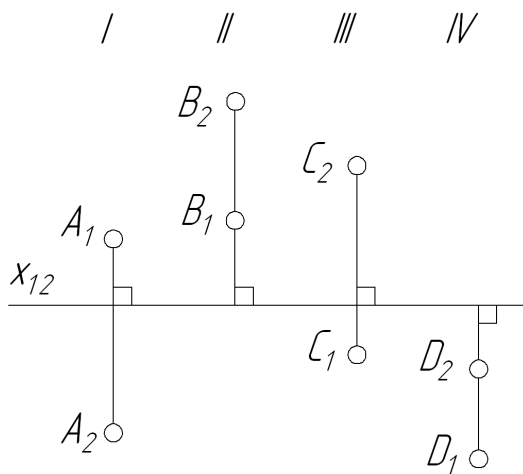 I II III IV
B₂
C₂
B₁
A₁
x₁₂
C₁
D₂
A₂
D₁